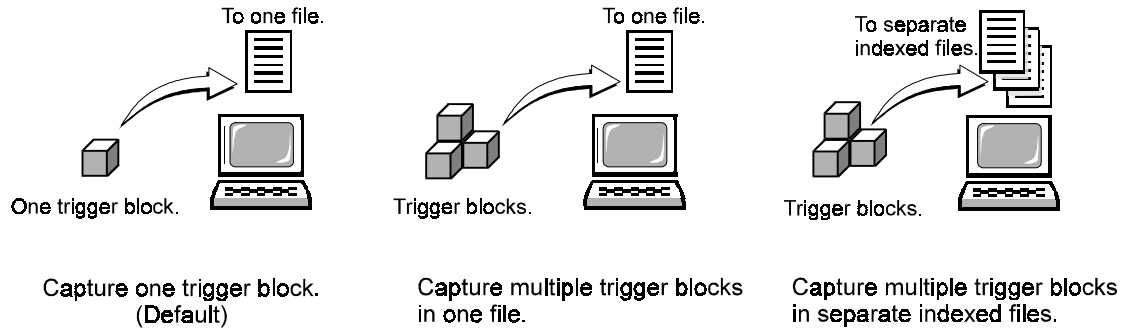 To one file.
One trigger block.
Capture one trigger block.
(Default)
To one file.
Trigger blocks.
Capture multiple trigger blocks
in one file.
To separate
indexed files.
Trigger blocks.
Capture multiple trigger blocks
in separate indexed files.